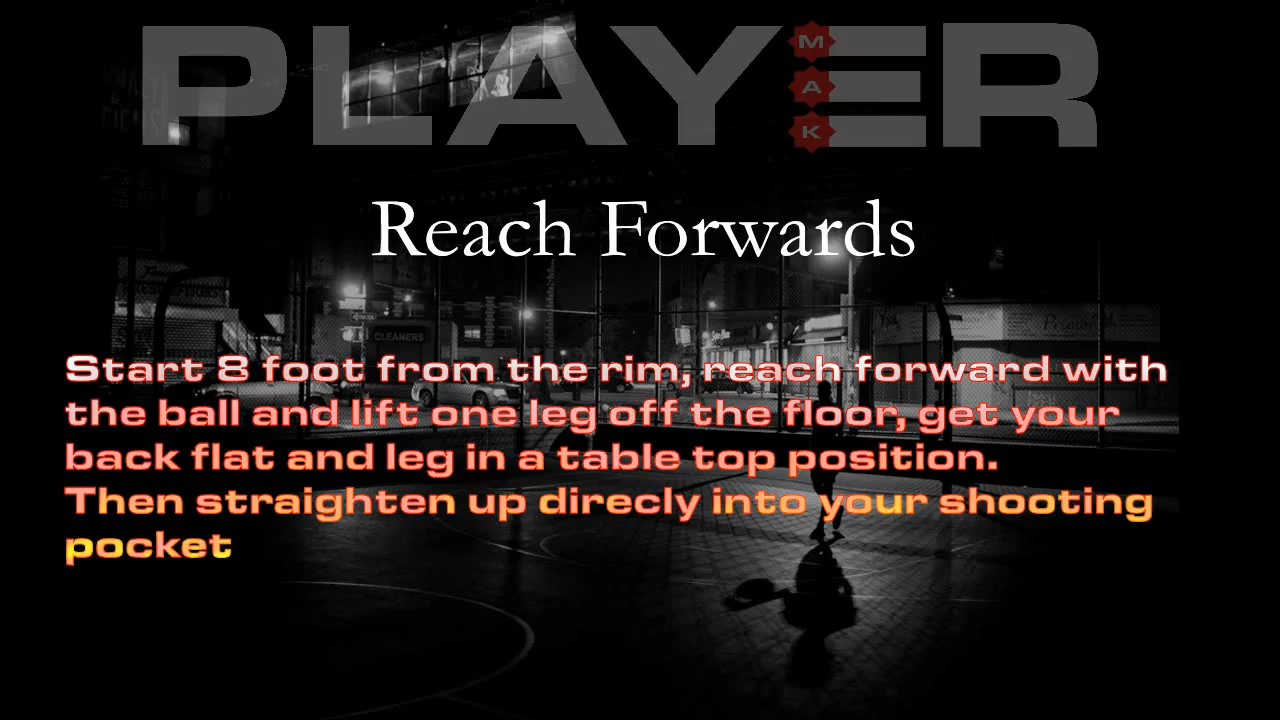 PLAYER
M
A
K
Reach Forwards
CLEANERS
Start 8 foot from the rim, reach forward with
the ball and lift one leg off the floor, get your
back flat and leg in a table top position.
Then straighten up direcly into your shooting
pocket